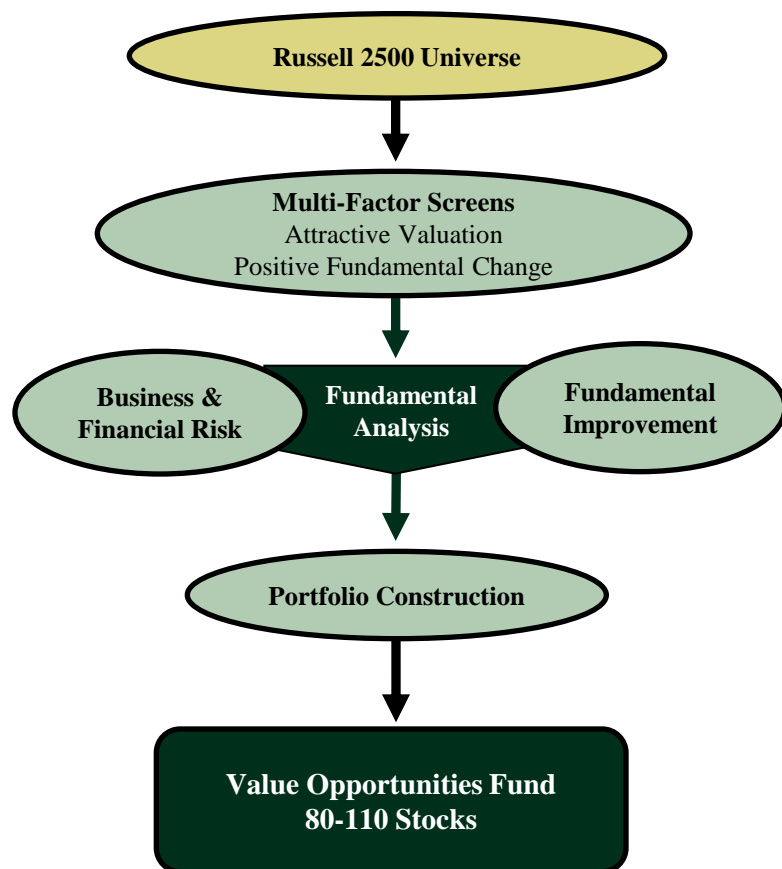 Russell 2500 Universe
Multi-Factor Screens
Attractive Valuation
Positive Fundamental Change
Business &
Financial Risk
Fundamental
Analysis
Fundamental
Improvement
Portfolio Construction
Value Opportunities Fund
80-110 Stocks